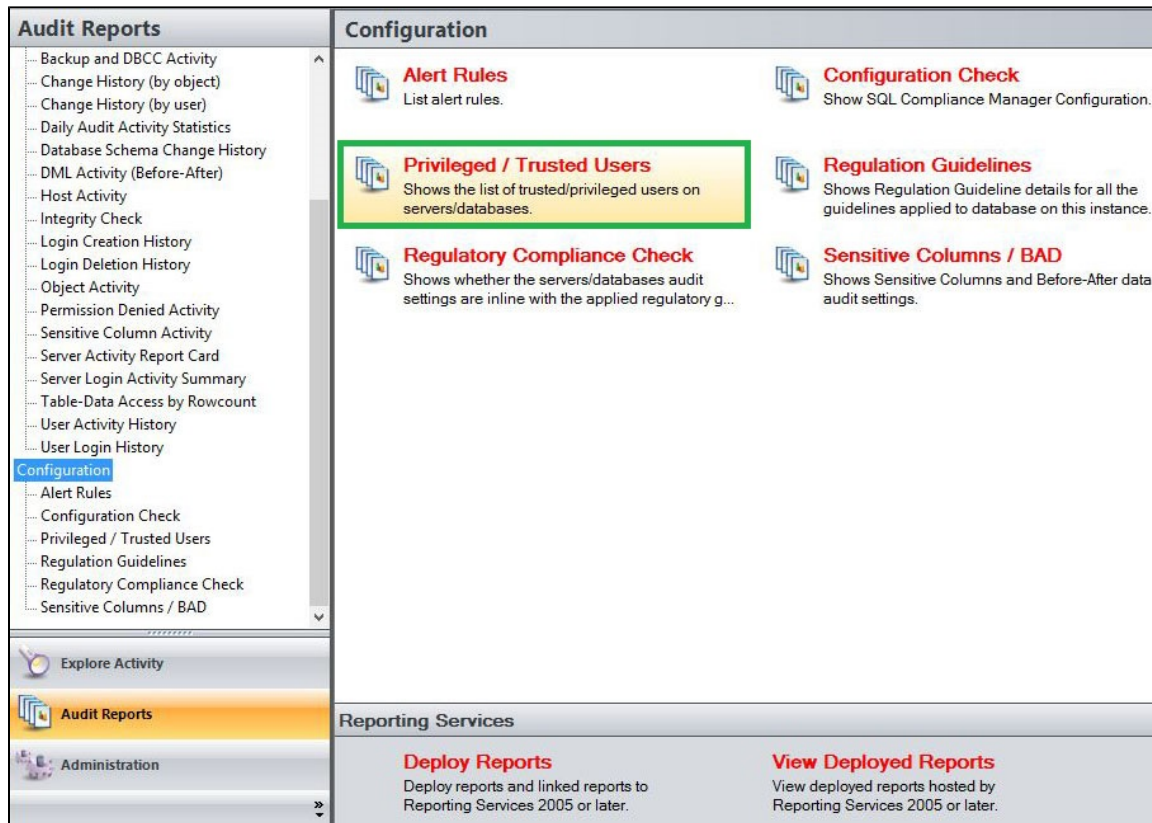 Audit Reports
Backup and DBCC Activity
Change History (by object)
Change History (by user)
Daily Audit Activity Statistics
Database Schema Change History
DML Activity (Before-After)
Host Activity
Integrity Check
Login Creation History
Login Deletion History
Object Activity
Permission Denied Activity
Sensitive Column Activity
Server Activity Report Card
Server Login Activity Summary
Table-Data Access by Rowcount
User Activity History
User Login History
Configuration
Alert Rules
Configuration Check
Privileged / Trusted Users
Regulation Guidelines
Regulatory Compliance Check
Sensitive Columns / BAD
Explore Activity
Audit Reports
Administration
Configuration
Alert Rules
List alert rules.
Configuration Check
Show SQL Compliance Manager Configuration.
Privileged / Trusted Users
Shows the list of trusted/privileged users on
servers/databases.
Regulation Guidelines
Shows Regulation Guideline details for all the
guidelines applied to database on this instance.
Regulatory Compliance Check
Shows whether the servers/databases audit
settings are inline with the applied regulatory g...
Sensitive Columns / BAD
Shows Sensitive Columns and Before-After data
audit settings.
Reporting Services
Deploy Reports
Deploy reports and linked reports to
Reporting Services 2005 or later.
View Deployed Reports
View deployed reports hosted by
Reporting Services 2005 or later.